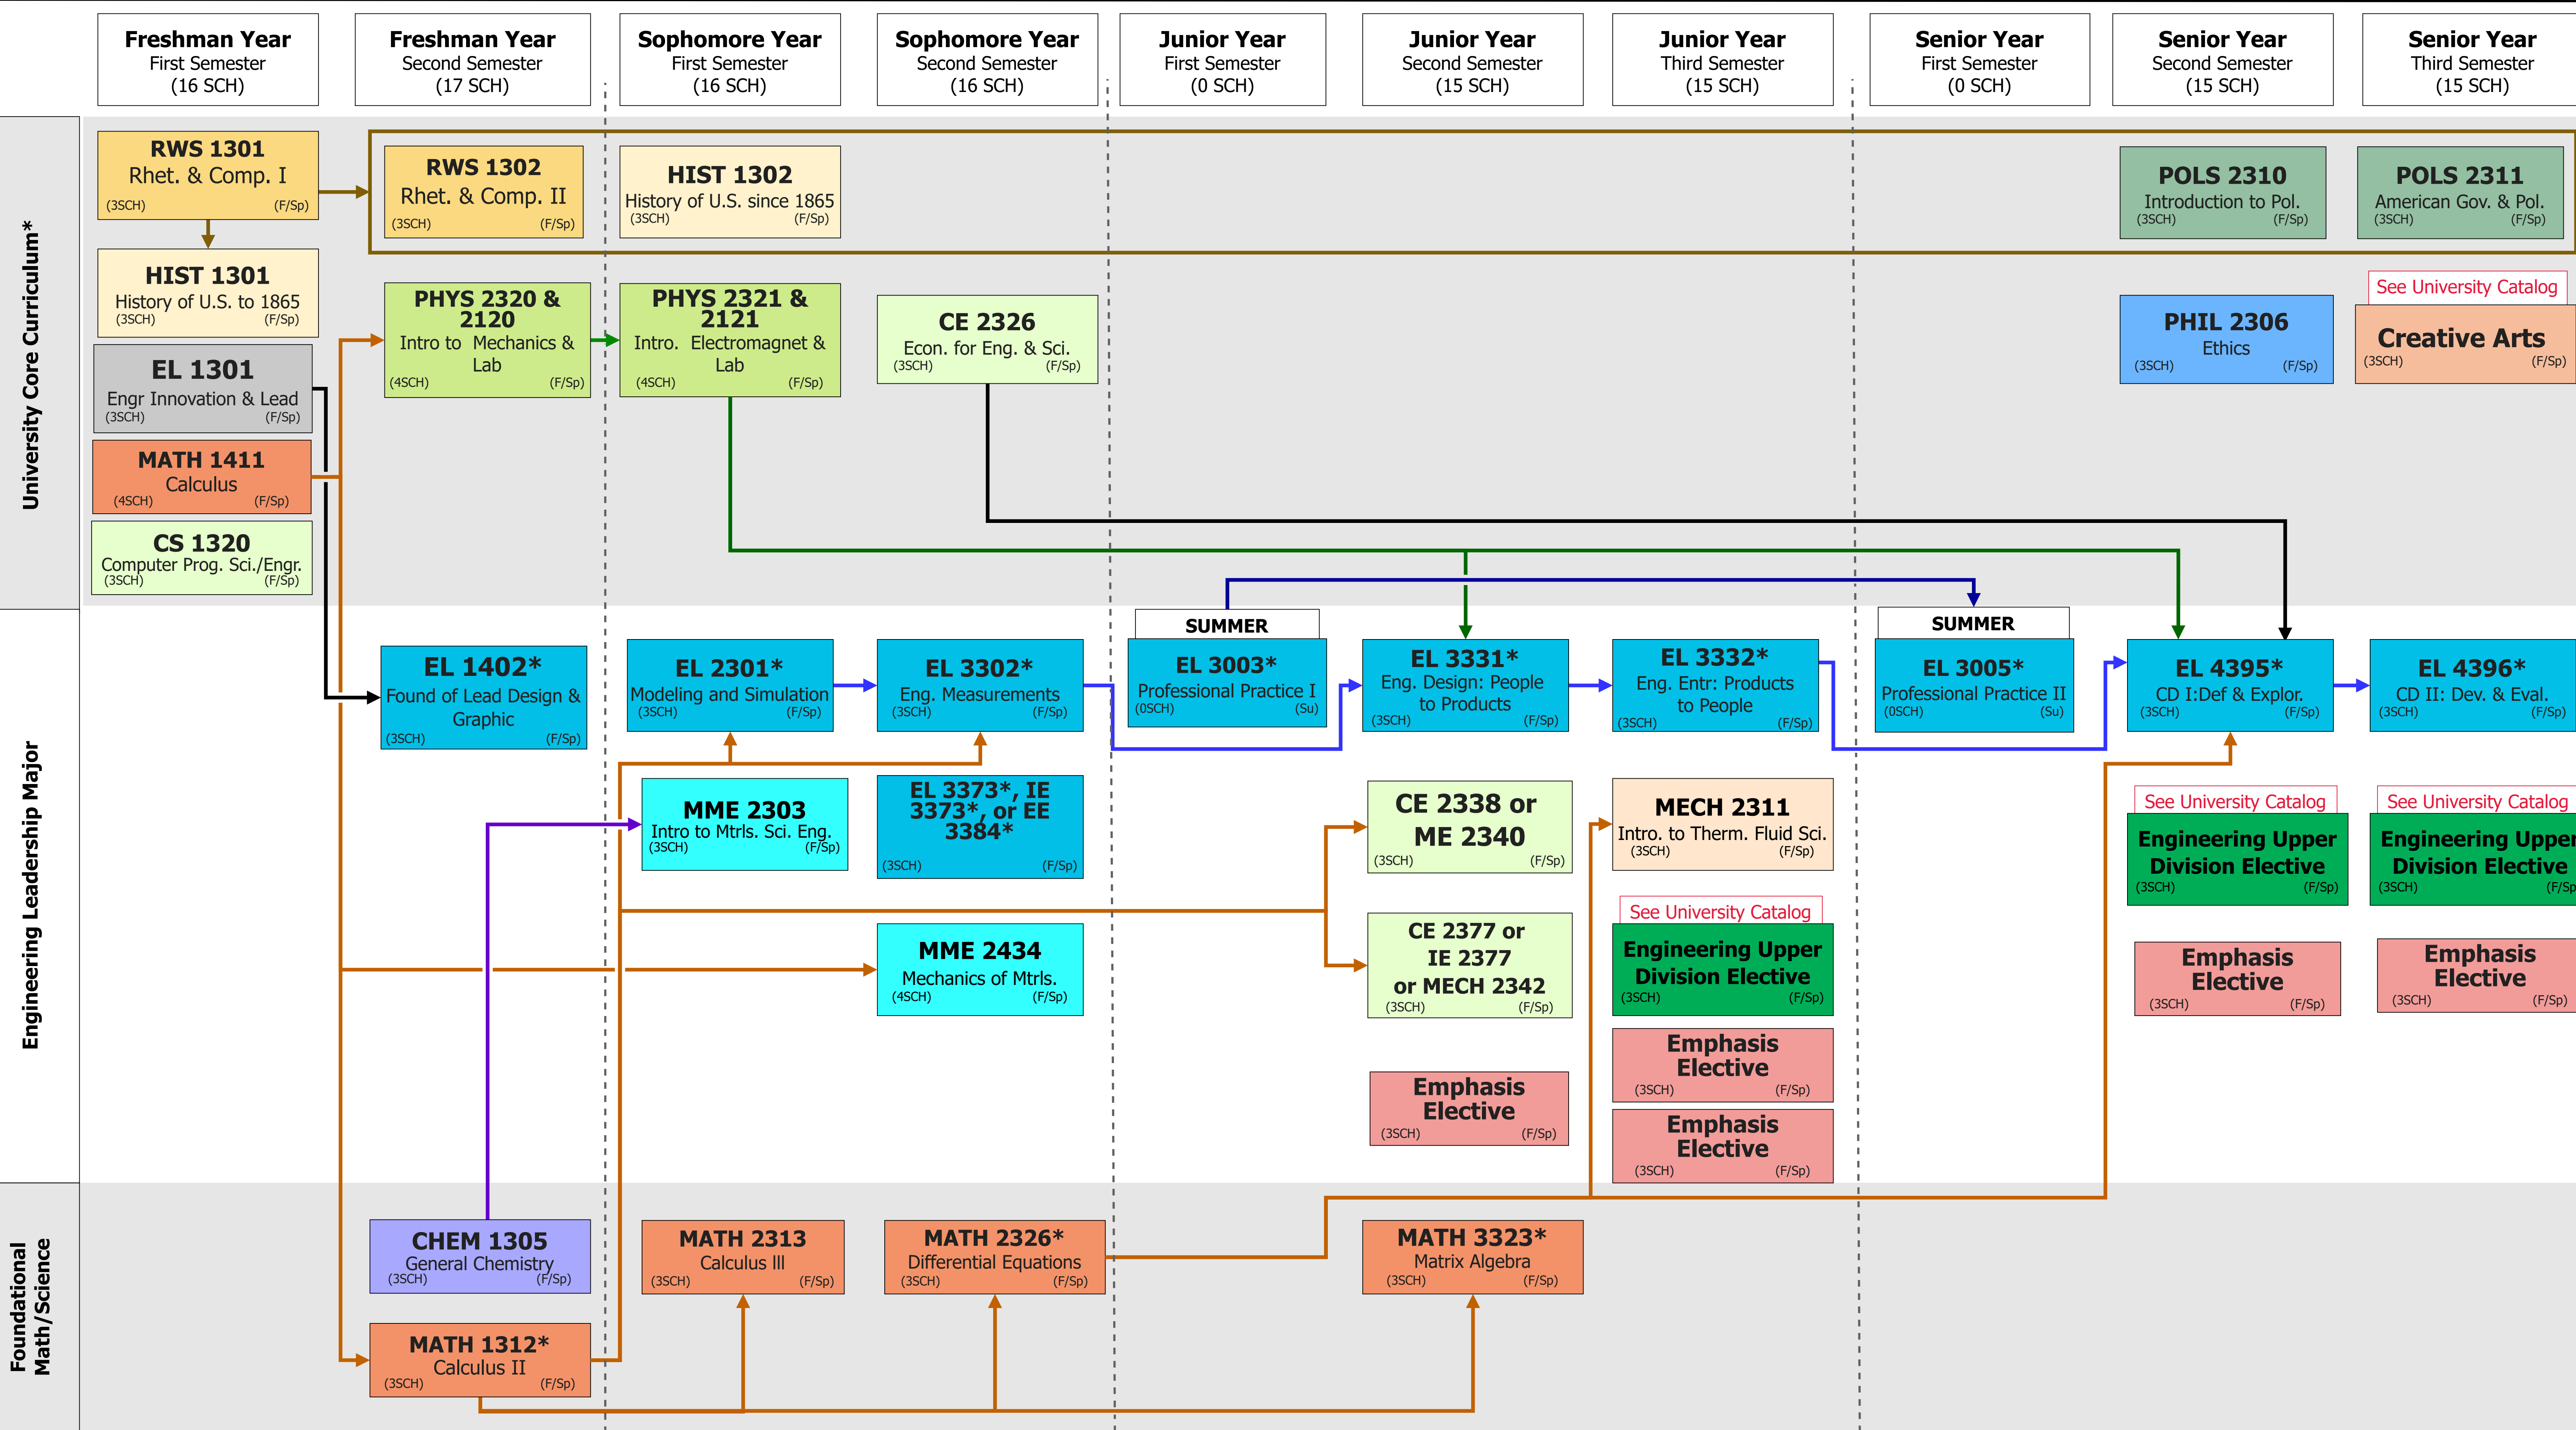 Freshman Year
First Semester
(16 SCH)
Freshman Year
Second Semester
(17 SCH)
Sophomore Year
First Semester
(16 SCH)
Sophomore Year
Second Semester
(16 SCH)
Junior Year
First Semester
(0 SCH)
Junior Year
Second Semester
(15 SCH)
Junior Year
Third Semester
(15 SCH)
Senior Year
First Semester
(0 SCH)
Senior Year
Second Semester
(15 SCH)
Senior Year
Third Semester
(15 SCH)
University Core Curriculum*
RWS 1301
Rhet. & Comp. I
(3SCH) (F/Sp)
RWS 1302
Rhet. & Comp. II
(3SCH) (F/Sp)
HIST 1302
History of U.S. since 1865
(3SCH) (F/Sp)
POLS 2310
Introduction to Pol.
(3SCH) (F/Sp)
POLS 2311
American Gov. & Pol.
(3SCH) (F/Sp)
HIST 1301
History of U.S. to 1865
(3SCH) (F/Sp)
PHYS 2320 &
2120
Intro to Mechanics &
Lab
(4SCH) (F/Sp)
PHYS 2321 &
2121
Intro. Electromagnet &
Lab
(4SCH) (F/Sp)
CE 2326
Econ. for Eng. & Sci.
(3SCH) (F/Sp)
PHIL 2306
Ethics
(3SCH) (F/Sp)
See University Catalog
Creative Arts
(3SCH) (F/Sp)
EL 1301
Engr Innovation & Lead
(3SCH) (F/Sp)
MATH 1411
Calculus
(4SCH) (F/Sp)
CS 1320
Computer Prog. Sci./Engr.
(3SCH) (F/Sp)
Engineering Leadership Major
EL 1402*
Found of Lead Design &
Graphic
(3SCH) (F/Sp)
EL 2301*
Modeling and Simulation
(3SCH) (F/Sp)
EL 3302*
Eng. Measurements
(3SCH) (F/Sp)
SUMMER
EL 3003*
Professional Practice I
(0SCH) (Su)
EL 3331*
Eng. Design: People
to Products
(3SCH) (F/Sp)
EL 3332*
Eng. Entr: Products
to People
(3SCH) (F/Sp)
SUMMER
EL 3005*
Professional Practice II
(0SCH) (Su)
EL 4395*
CD I:Def & Explor.
(3SCH) (F/Sp)
EL 4396*
CD II: Dev. & Eval.
(3SCH) (F/Sp)
MME 2303
Intro to Mtrls. Sci. Eng.
(3SCH) (F/Sp)
EL 3373*, IE
3373*, or EE
3384*
(3SCH) (F/Sp)
CE 2338 or
ME 2340
(3SCH) (F/Sp)
MECH 2311
Intro. to Therm. Fluid Sci.
(3SCH) (F/Sp)
See University Catalog
Engineering Upper
Division Elective
(3SCH) (F/Sp)
See University Catalog
Engineering Upper
Division Elective
(3SCH) (F/Sp
MME 2434
Mechanics of Mtrls.
(4SCH) (F/Sp)
CE 2377 or
IE 2377
or MECH 2342
(3SCH) (F/Sp)
See University Catalog
Engineering Upper
Division Elective
(3SCH) (F/Sp)
Emphasis
Elective
(3SCH) (F/Sp)
Emphasis
Elective
(3SCH) (F/Sp)
Emphasis
Elective
(3SCH) (F/Sp)
Emphasis
Elective
(3SCH) (F/Sp)
Emphasis
Elective
(3SCH) (F/Sp)
Foundational
Math/Science
CHEM 1305
General Chemistry
(3SCH) (F/Sp)
MATH 2313
Calculus lll
(3SCH) (F/Sp)
MATH 2326*
Differential Equations
(3SCH) (F/Sp)
MATH 3323*
Matrix Algebra
(3SCH) (F/Sp)
MATH 1312*
Calculus II
(3SCH) (F/Sp)